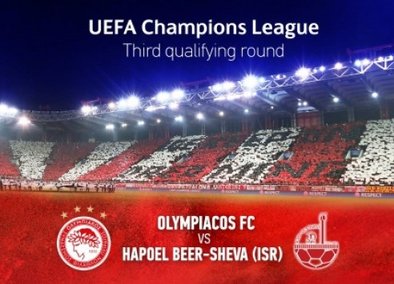 UEFA Champions League
Third qualifying round
OLYMPIACOS FC
VS
HAPOEL BEER-SHEVA (ISR)